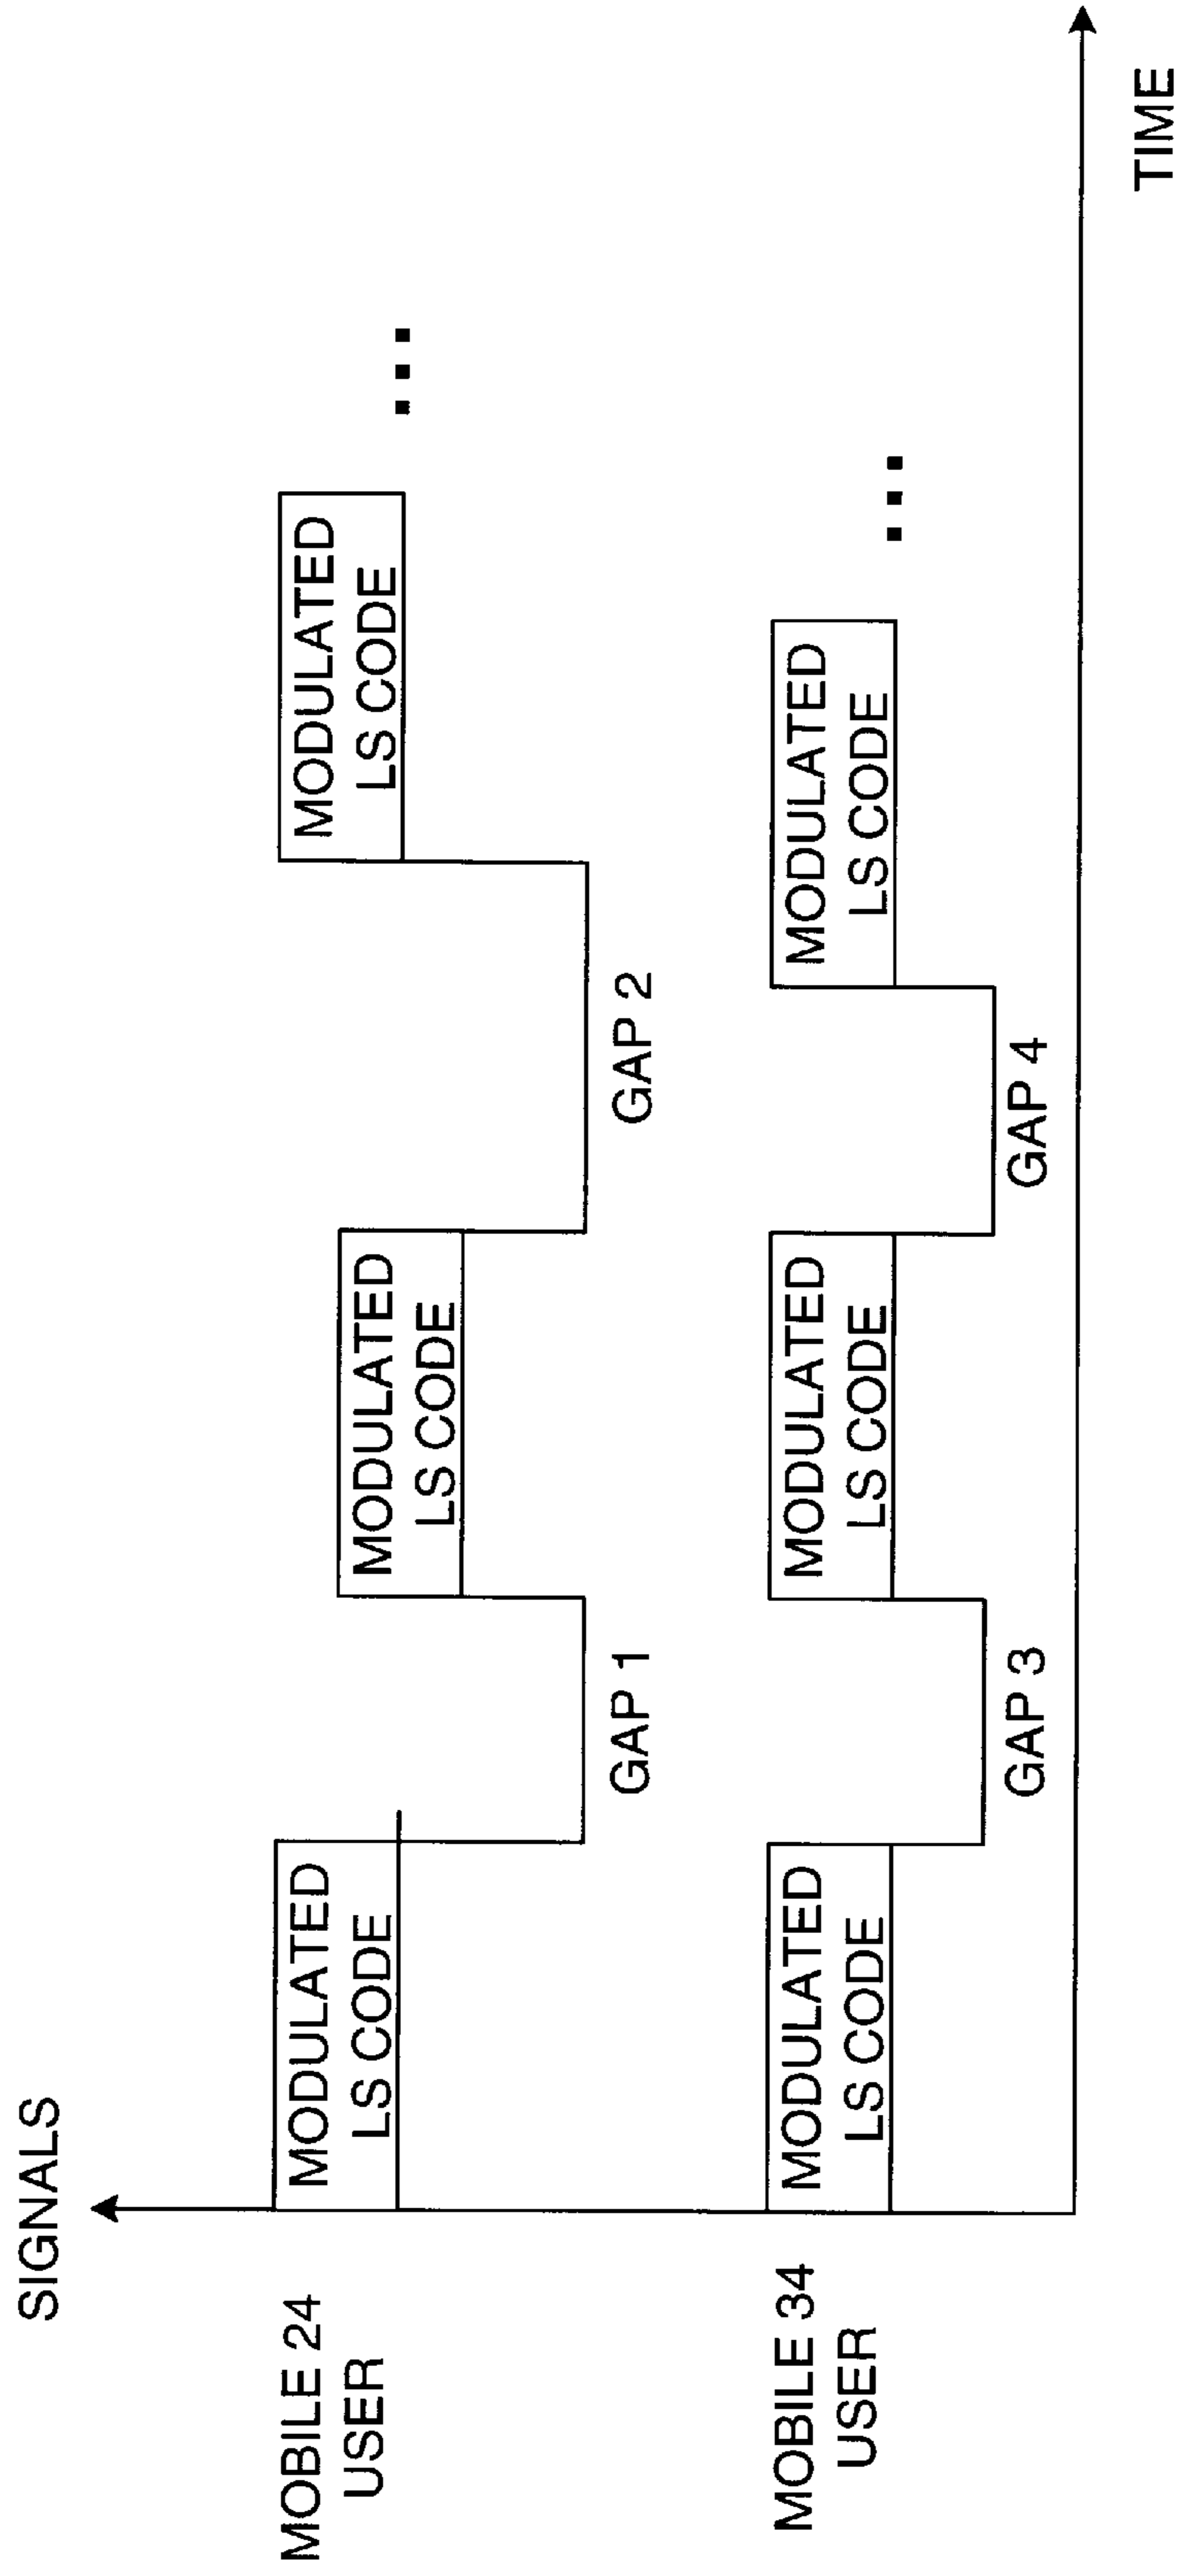 SIGNALS
MOBILE 24
USER
MODULATED
LS CODE
GAP 1
MODULATED
LS CODE
GAP 2
MODULATED
LS CODE
...
MOBILE 34
USER
MODULATED
LS CODE
GAP 3
MODULATED
LS CODE
GAP 4
MODULATED
LS CODE
...
TIME